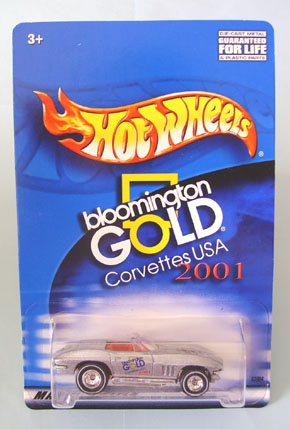 3+
DIE-CAST METAL
GUARANTEED
FOR LIFE
& PLASTIC PARTS
HOT WHEELS
®
bloomington
GOLD
®
Corvettes USA
2001